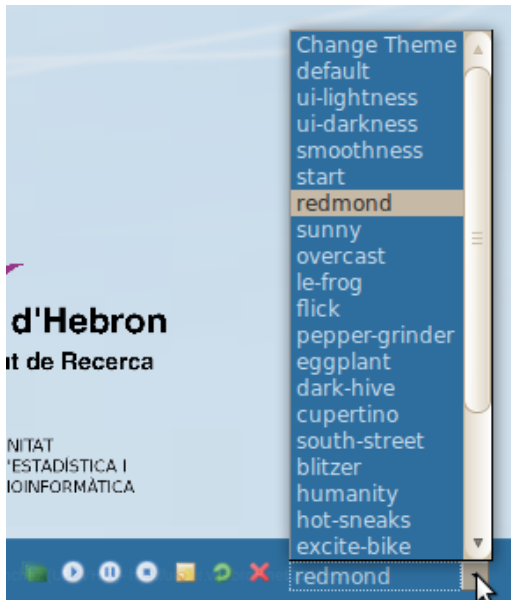 Change Theme
default
ui-lightness
ui-darkness
smoothness
start
redmond
sunny
overcast
le-frog
flick
pepper-grinder
eggplant
dark-hive
cupertino
south-street
blitzer
humanity
hot-sneaks
excite-bike
redmond
d'Hebron
t de Recerca
NITAT
'ESTADÍSTICA I
IOINFORMÀTICA